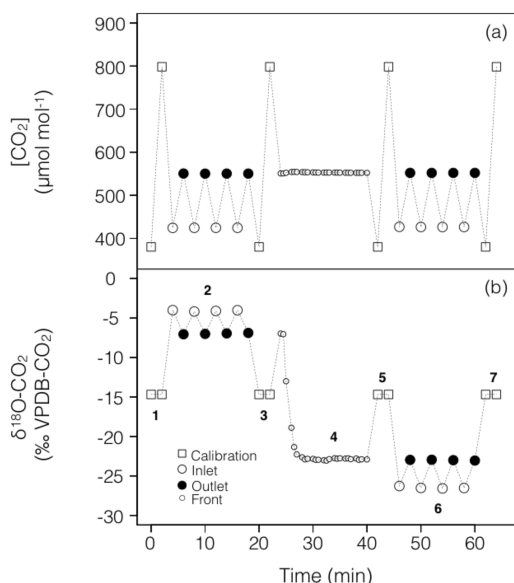 (a)
900
800
700
600
550
400
300
[CO₂]
(µmol mol⁻¹)
(b)
0
-5
-10
-15
-20
-25
-30
δ¹⁸O-CO₂
(‰ VPDB-CO₂)
2
1
3
4
5
6
7
Calibration
Inlet
Outlet
Front
0
10
20
30
40
50
60
Time (min)